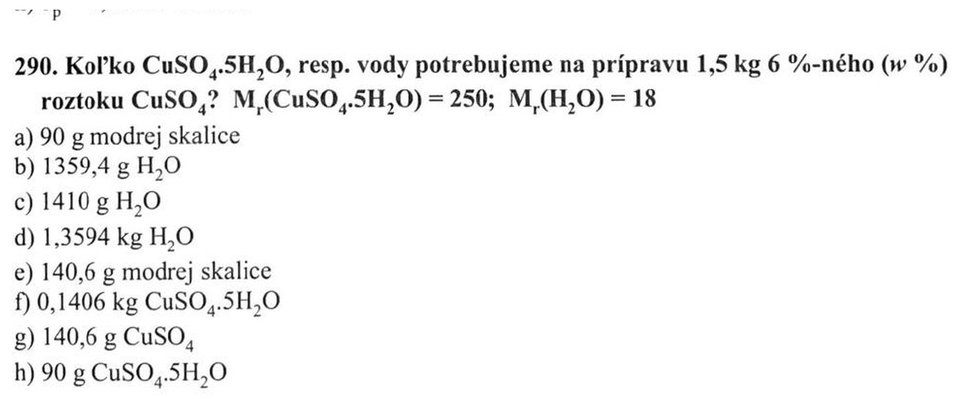 290. Koľko CuSO₄.5H₂O, resp. vody potrebujeme na prípravu 1,5 kg 6 %-ného (w %)
roztoku CuSO₄? Mᵣ(CuSO₄.5H₂O) = 250; Mᵣ(H₂O) = 18
a) 90 g modrej skalice
b) 1359,4 g H₂O
c) 1410 g H₂O
d) 1,3594 kg H₂O
e) 140,6 g modrej skalice
f) 0,1406 kg CuSO₄.5H₂O
g) 140,6 g CuSO₄
h) 90 g CuSO₄.5H₂O